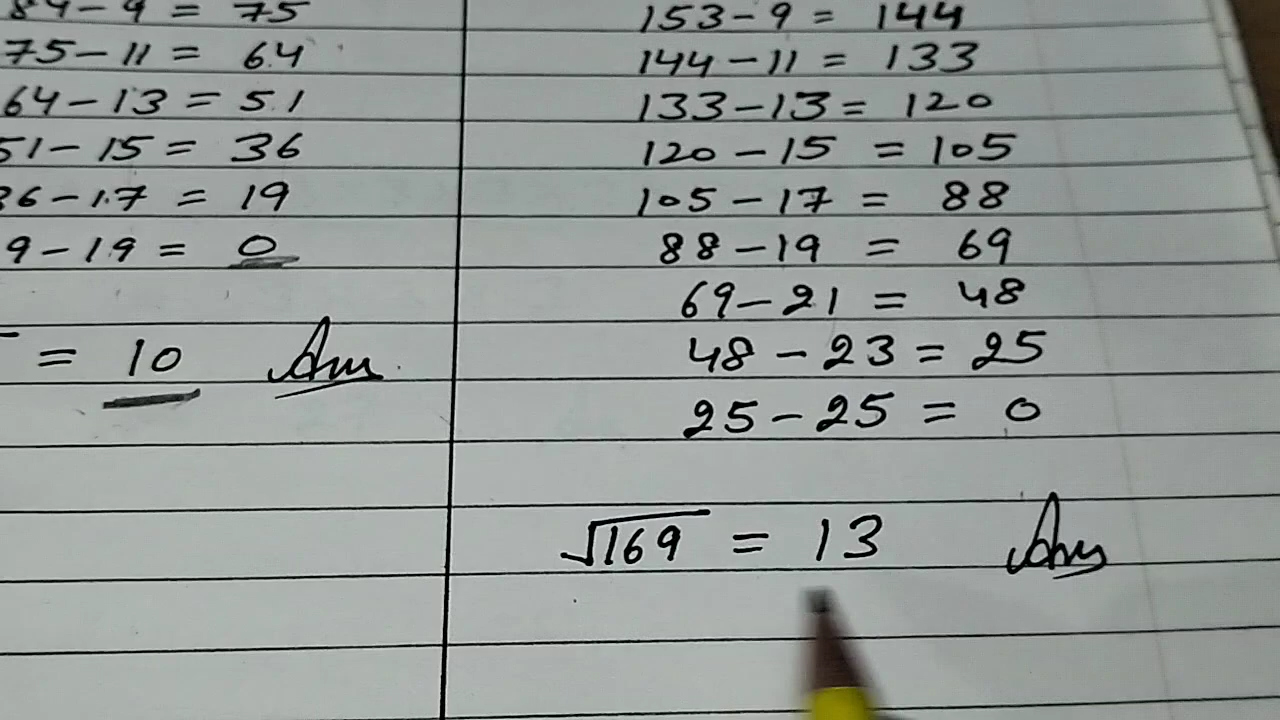 84-9 = 75
75-11 = 64
64-13 = 51
51-15 = 36
36-17 = 19
9-19 = 0
= 10 Ans
153-9 = 144
144-11 = 133
133-13 = 120
120-15 = 105
105-17 = 88
88-19 = 69
69-21 = 48
48-23 = 25
25-25 = 0
√169 = 13 Ans